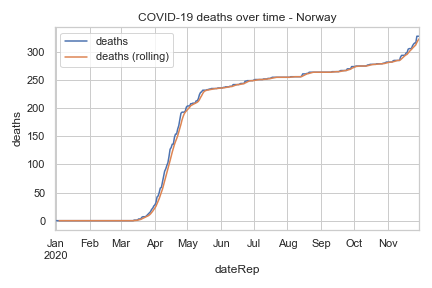 COVID-19 deaths over time - Norway
deaths
deaths (rolling)
300
250
200
150
100
50
0
deaths
Jan Feb Mar Apr May Jun Jul Aug Sep Oct Nov
2020
dateRep